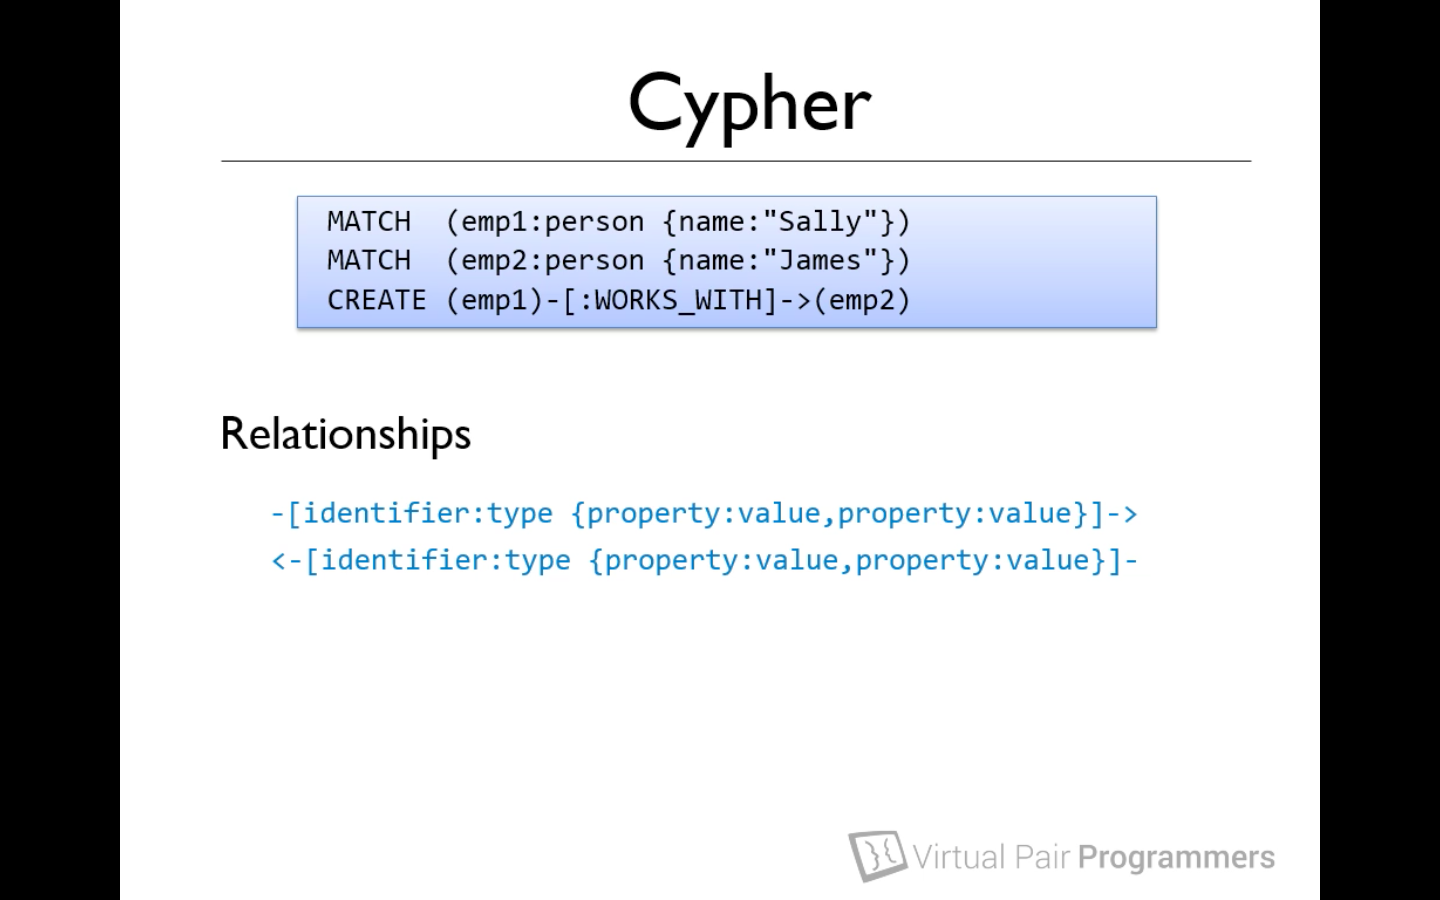 Cypher
MATCH  (emp1:person {name:"Sally"})
MATCH  (emp2:person {name:"James"})
CREATE (emp1)-[:WORKS_WITH]->(emp2)
Relationships
-[identifier:type {property:value,property:value}]->
<-[identifier:type {property:value,property:value}]-
Virtual Pair Programmers